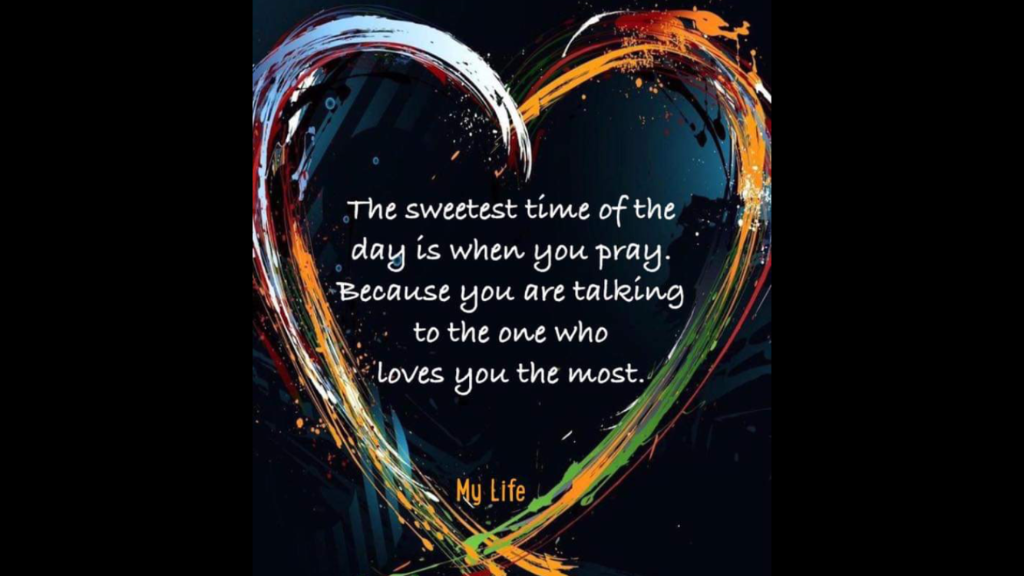 The sweetest time of the
day is when you pray.
Because you are talking
to the one who
loves you the most.
My Life